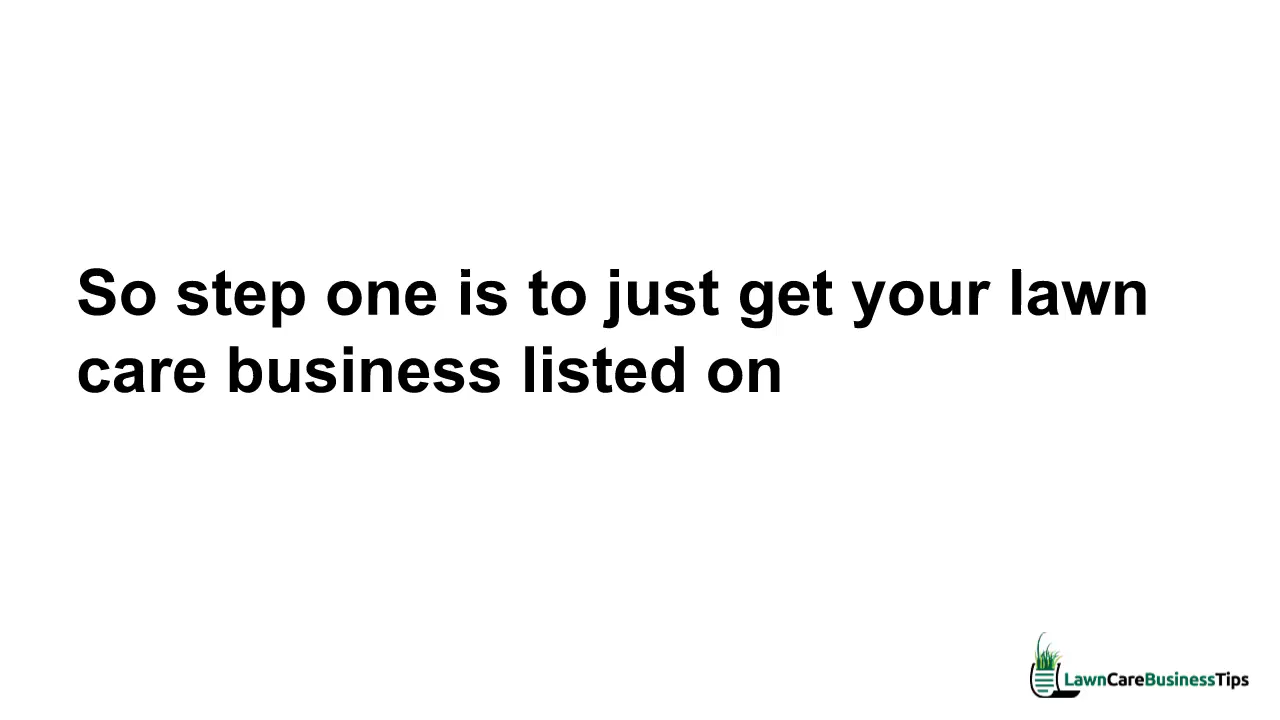 So step one is to just get your lawn
care business listed on
LawnCareBusinessTips